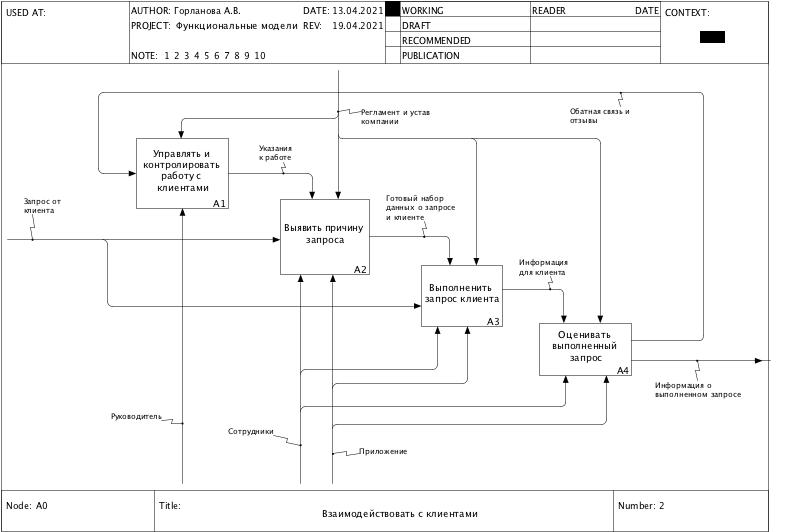 USED AT:
AUTHOR: Горланова А.В.
DATE: 13.04.2021
PROJECT: Функциональные модели
REV: 19.04.2021
NOTE: 1 2 3 4 5 6 7 8 9 10
WORKING
DRAFT
RECOMMENDED
PUBLICATION
READER
DATE
CONTEXT:
Регламент и устав
компании
Обатная связь и
отзывы
Управлять и
контролировать
работу с
клиентами
A1
Указания
к работе
Запрос от
клиента
Выявить причину
запроса
A2
Готовый набор
данных о запросе
и клиенте
Выполненить
запрос клиента
A3
Информация
для клиента
Оценивать
выполненный
запрос
A4
Информация о
выполненном запросе
Руководитель
Сотрудники
Приложение
Node: A0
Title:
Взаимодействовать с клиентами
Number: 2